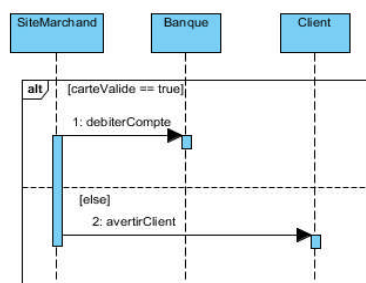 SiteMarchand
Banque
Client
alt
[carteValide == true]
1: debiterCompte
[else]
2: avertirClient